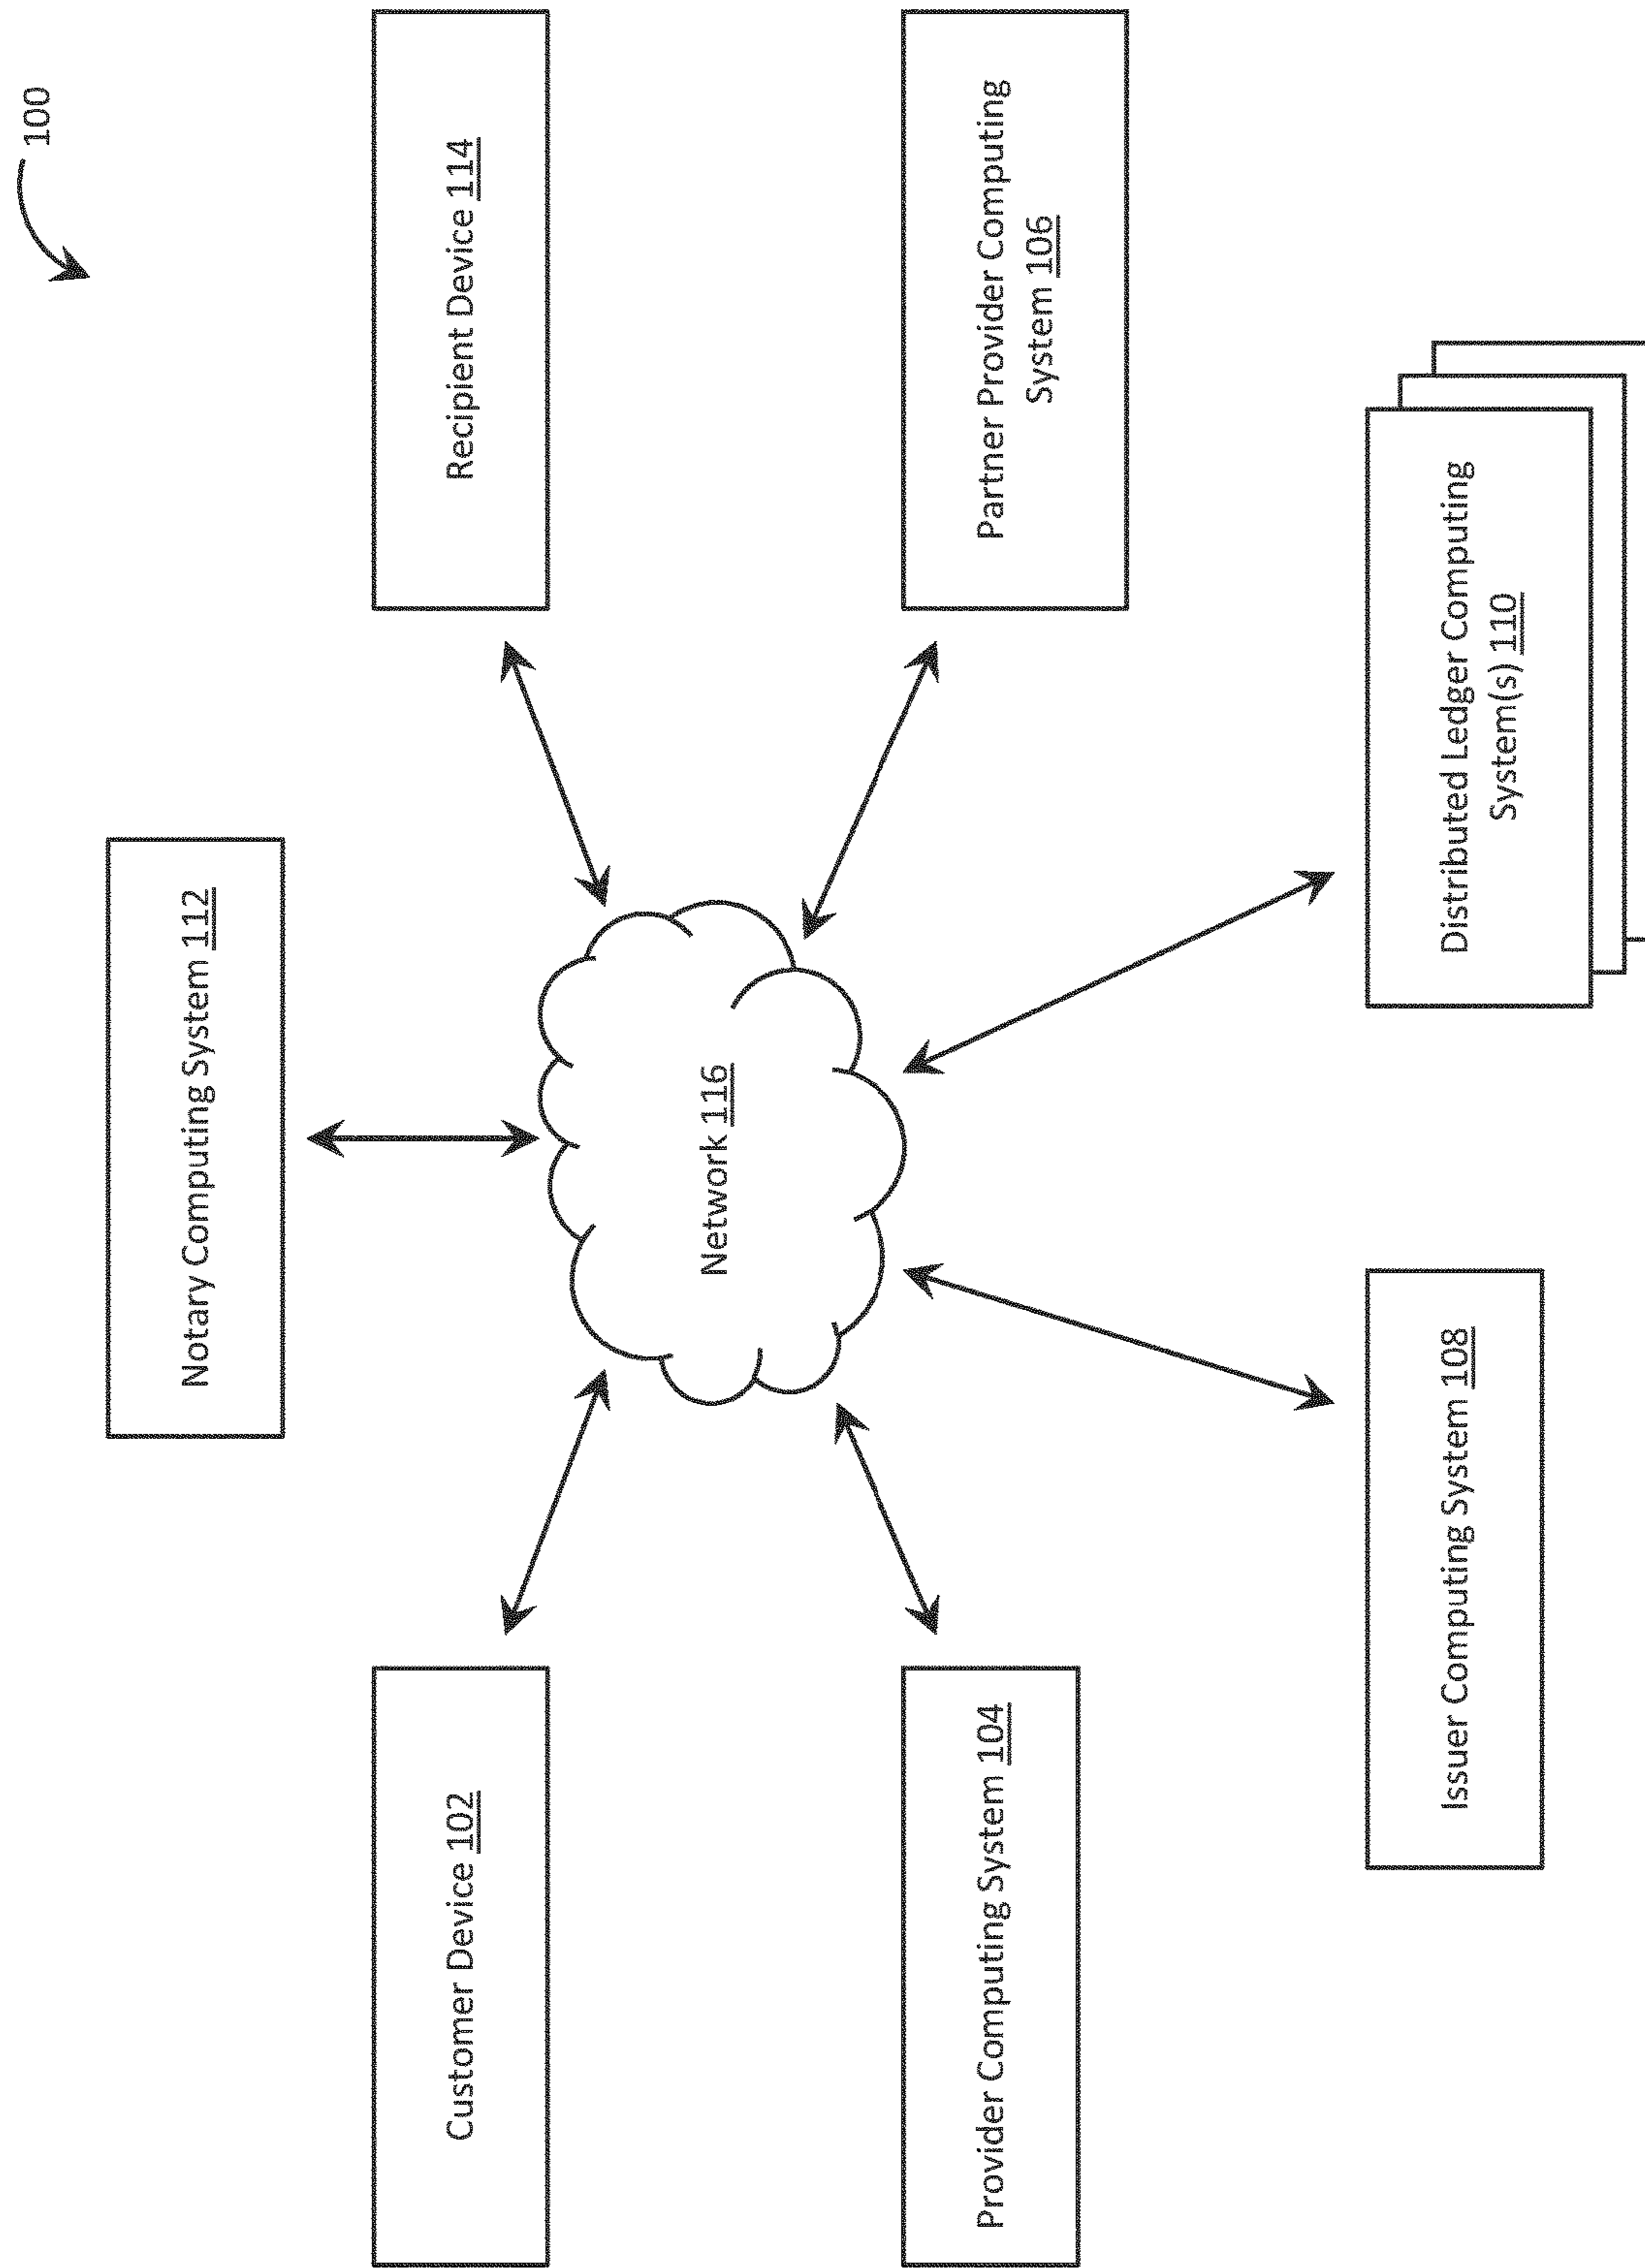 100
Notary Computing System 112
Customer Device 102
Recipient Device 114
Network 116
Provider Computing System 104
Partner Provider Computing
System 106
Issuer Computing System 108
Distributed Ledger Computing
System(s) 110